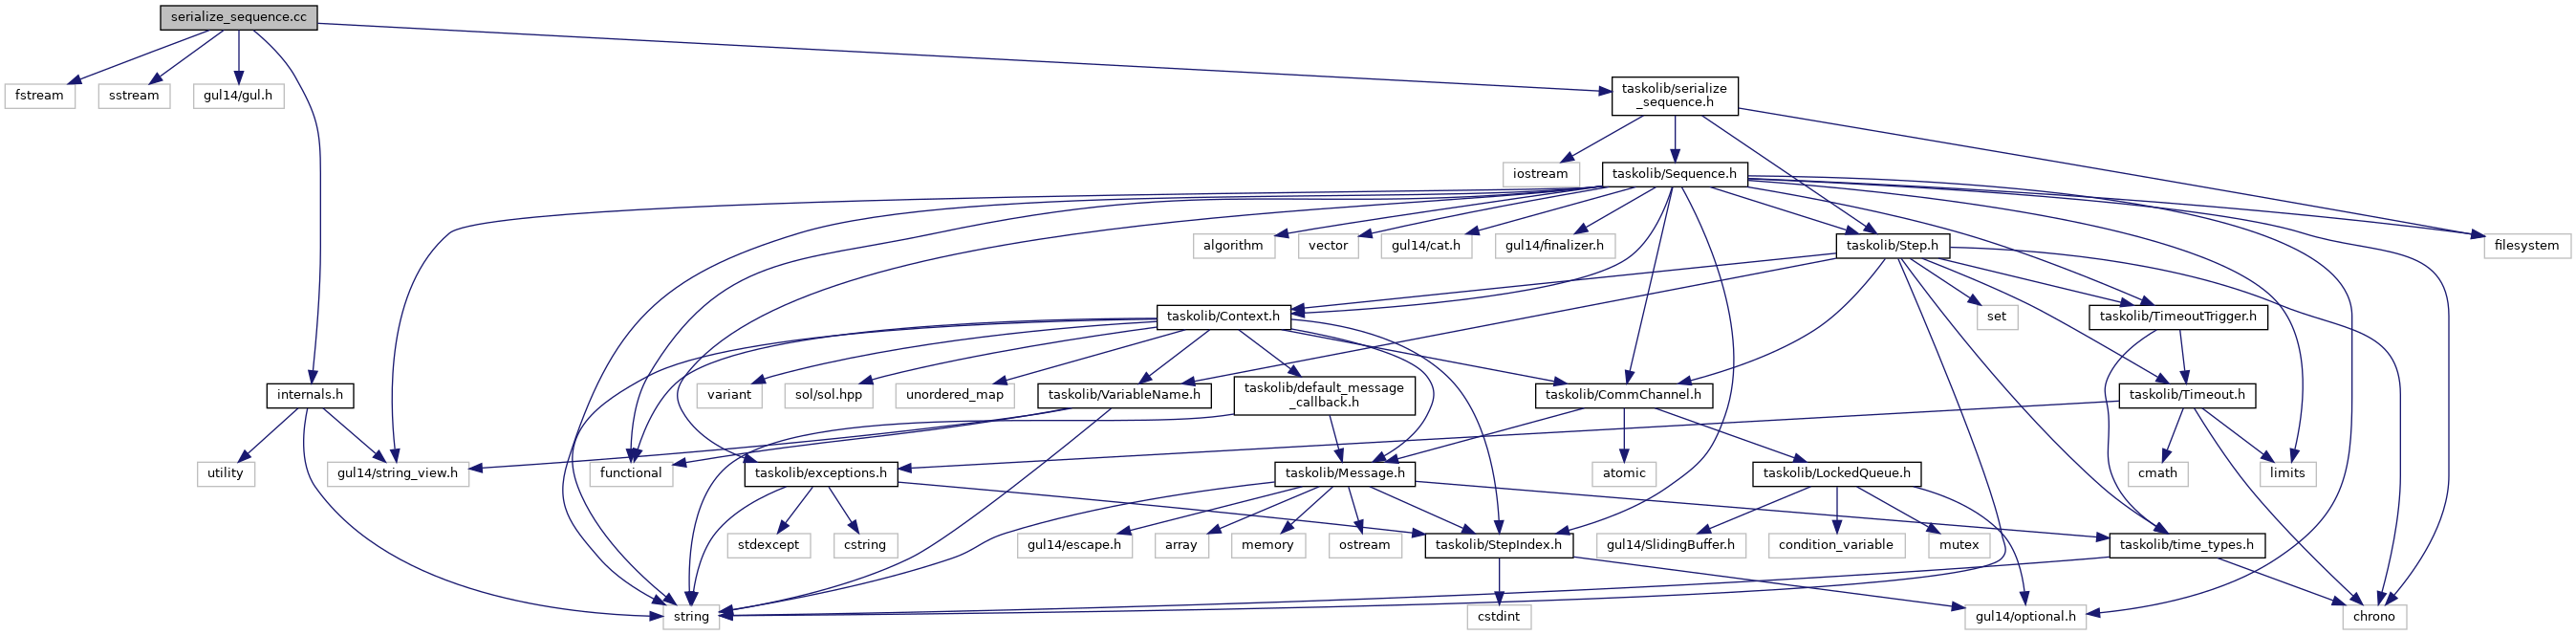 serialize_sequence.cc
fstream
sstream
gul14/gul.h
taskolib/serialize
_sequence.h
iostream
taskolib/Sequence.h
algorithm
vector
gul14/cat.h
gul14/finalizer.h
taskolib/Step.h
filesystem
taskolib/Context.h
set
taskolib/TimeoutTrigger.h
internals.h
variant
sol/sol.hpp
unordered_map
taskolib/VariableName.h
taskolib/default_message
_callback.h
taskolib/CommChannel.h
taskolib/Timeout.h
utility
gul14/string_view.h
functional
taskolib/exceptions.h
taskolib/Message.h
atomic
taskolib/LockedQueue.h
cmath
limits
stdexcept
cstring
gul14/escape.h
array
memory
ostream
taskolib/StepIndex.h
gul14/SlidingBuffer.h
condition_variable
mutex
taskolib/time_types.h
string
cstdint
gul14/optional.h
chrono